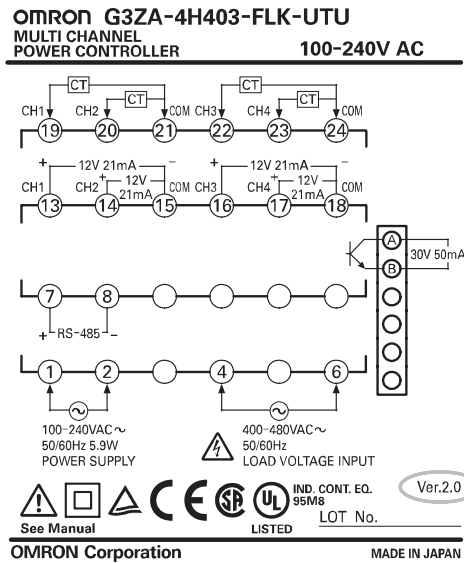 OMRON G3ZA-4H403-FLK-UTU
MULTI CHANNEL
POWER CONTROLLER
100-240V AC
CT CT
CT CT
CH1 CH2 COM CH3 CH4 COM
19 20 21 22 23 24
+ 12V 21mA - + 12V 21mA -
CH1 CH2 + 12V 21mA COM CH3 CH4 + 12V 21mA COM
13 14 15 16 17 18
A
30V 50mA
B
7 8
+ RS-485 -
1 2 4 6
100-240VAC~
50/60Hz 5.9W
POWER SUPPLY
400-480VAC~
50/60Hz
LOAD VOLTAGE INPUT
See Manual
CE
SA
UL
LISTED
IND. CONT. EQ.
95M8
LOT No.
Ver.2.0
OMRON Corporation
MADE IN JAPAN